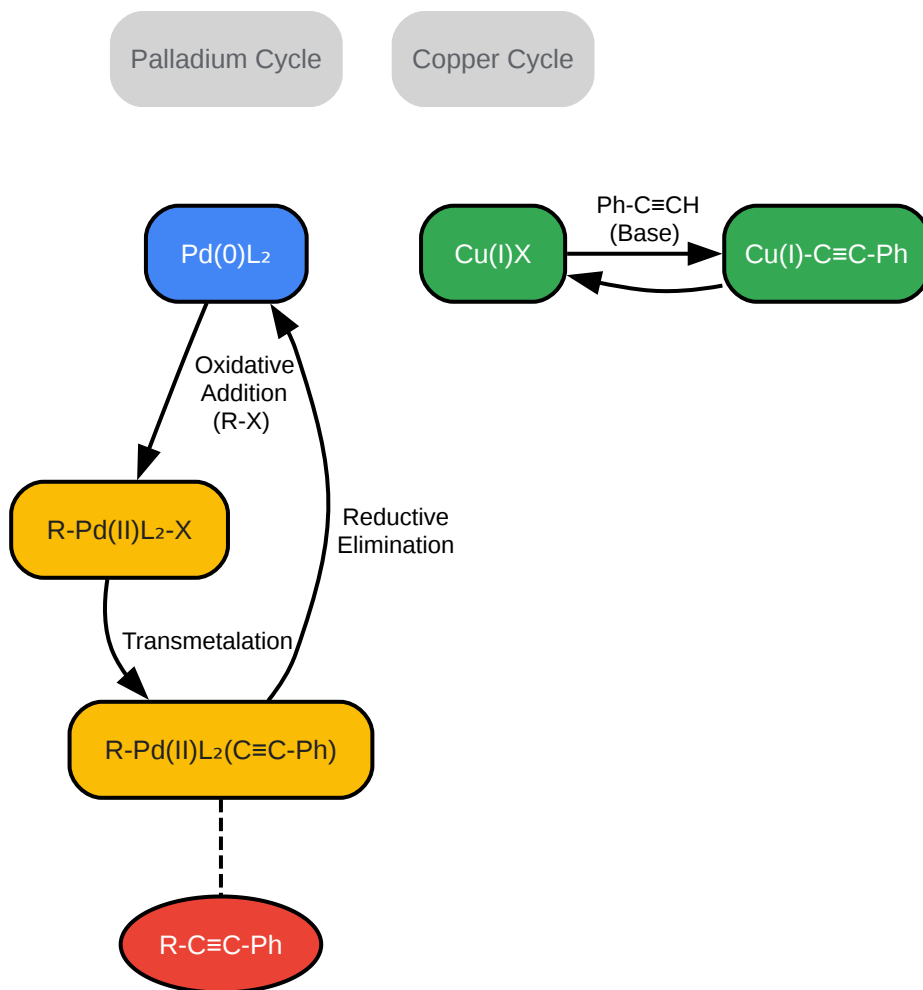 Palladium Cycle
Copper Cycle
Pd(0)L₂
Cu(I)X
Ph-C≡CH
(Base)
Cu(I)-C≡C-Ph
Oxidative
Addition
(R-X)
R-Pd(II)L₂-X
Reductive
Elimination
Transmetalation
R-Pd(II)L₂(C≡C-Ph)
R-C≡C-Ph